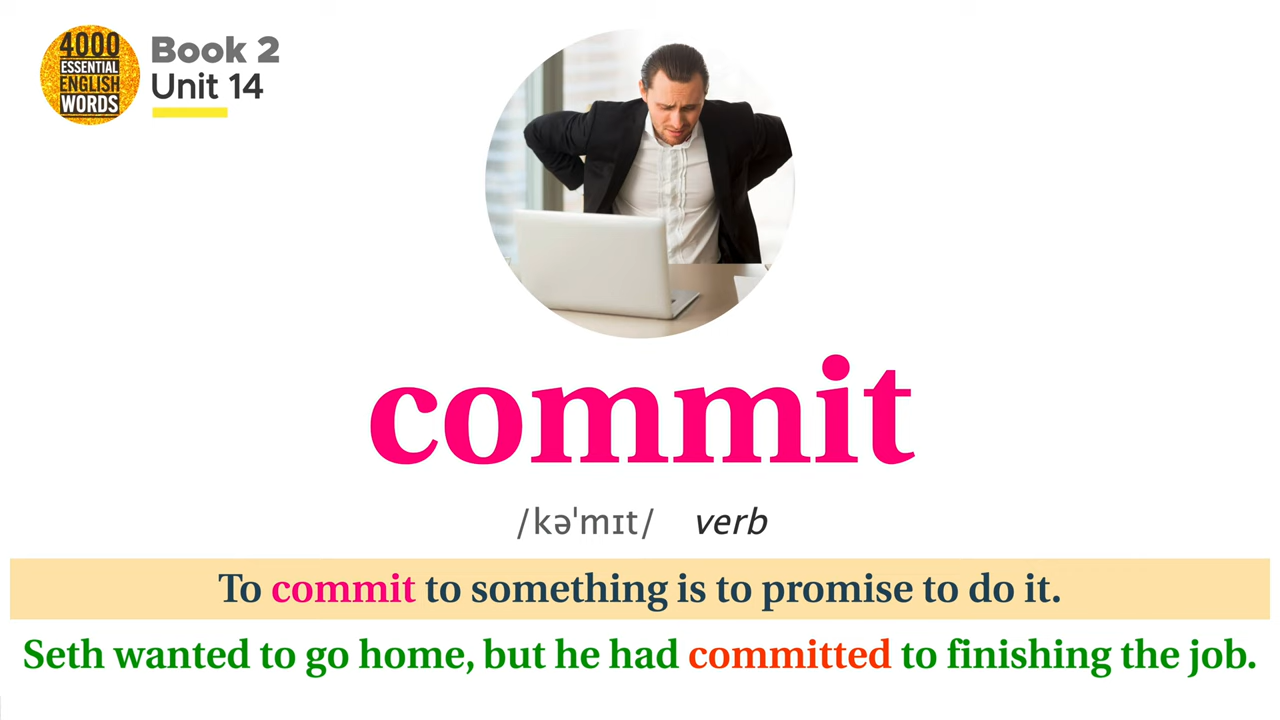 4000
ESSENTIAL
ENGLISH
WORDS
Book 2
Unit 14
commit
/kəˈmɪt/ verb
To commit to something is to promise to do it.
Seth wanted to go home, but he had committed to finishing the job.